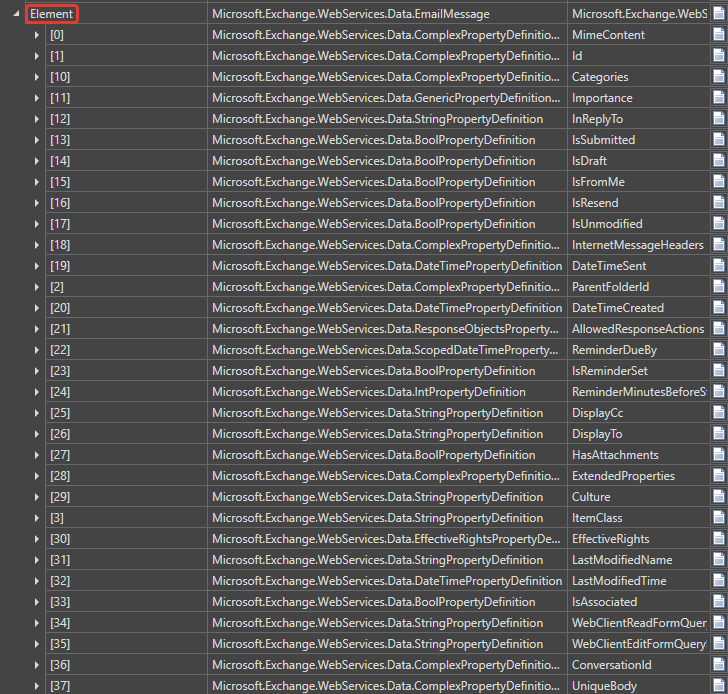 Element Microsoft.Exchange.WebServices.Data.EmailMessage Microsoft.Exchange.WebS
[0] Microsoft.Exchange.WebServices.Data.ComplexPropertyDefinitio... MimeContent
[1] Microsoft.Exchange.WebServices.Data.ComplexPropertyDefinitio... Id
[10] Microsoft.Exchange.WebServices.Data.ComplexPropertyDefinitio... Categories
[11] Microsoft.Exchange.WebServices.Data.GenericPropertyDefinition... Importance
[12] Microsoft.Exchange.WebServices.Data.StringPropertyDefinition InReplyTo
[13] Microsoft.Exchange.WebServices.Data.BoolPropertyDefinition IsSubmitted
[14] Microsoft.Exchange.WebServices.Data.BoolPropertyDefinition IsDraft
[15] Microsoft.Exchange.WebServices.Data.BoolPropertyDefinition IsFromMe
[16] Microsoft.Exchange.WebServices.Data.BoolPropertyDefinition IsResend
[17] Microsoft.Exchange.WebServices.Data.BoolPropertyDefinition IsUnmodified
[18] Microsoft.Exchange.WebServices.Data.ComplexPropertyDefinitio... InternetMessageHeaders
[19] Microsoft.Exchange.WebServices.Data.DateTimePropertyDefinition DateTimeSent
[2] Microsoft.Exchange.WebServices.Data.ComplexPropertyDefinitio... ParentFolderId
[20] Microsoft.Exchange.WebServices.Data.DateTimePropertyDefinition DateTimeCreated
[21] Microsoft.Exchange.WebServices.Data.ResponseObjectsProperty... AllowedResponseActions
[22] Microsoft.Exchange.WebServices.Data.ScopedDateTimeProperty... ReminderDueBy
[23] Microsoft.Exchange.WebServices.Data.BoolPropertyDefinition IsReminderSet
[24] Microsoft.Exchange.WebServices.Data.IntPropertyDefinition ReminderMinutesBeforeS
[25] Microsoft.Exchange.WebServices.Data.StringPropertyDefinition DisplayCc
[26] Microsoft.Exchange.WebServices.Data.StringPropertyDefinition DisplayTo
[27] Microsoft.Exchange.WebServices.Data.BoolPropertyDefinition HasAttachments
[28] Microsoft.Exchange.WebServices.Data.ComplexPropertyDefinitio... ExtendedProperties
[29] Microsoft.Exchange.WebServices.Data.StringPropertyDefinition Culture
[3] Microsoft.Exchange.WebServices.Data.StringPropertyDefinition ItemClass
[30] Microsoft.Exchange.WebServices.Data.EffectiveRightsPropertyDe... EffectiveRights
[31] Microsoft.Exchange.WebServices.Data.StringPropertyDefinition LastModifiedName
[32] Microsoft.Exchange.WebServices.Data.DateTimePropertyDefinition LastModifiedTime
[33] Microsoft.Exchange.WebServices.Data.BoolPropertyDefinition IsAssociated
[34] Microsoft.Exchange.WebServices.Data.StringPropertyDefinition WebClientReadFormQuery
[35] Microsoft.Exchange.WebServices.Data.StringPropertyDefinition WebClientEditFormQuery
[36] Microsoft.Exchange.WebServices.Data.ComplexPropertyDefinitio... ConversationId
[37] Microsoft.Exchange.WebServices.Data.ComplexPropertyDefinitio... UniqueBody